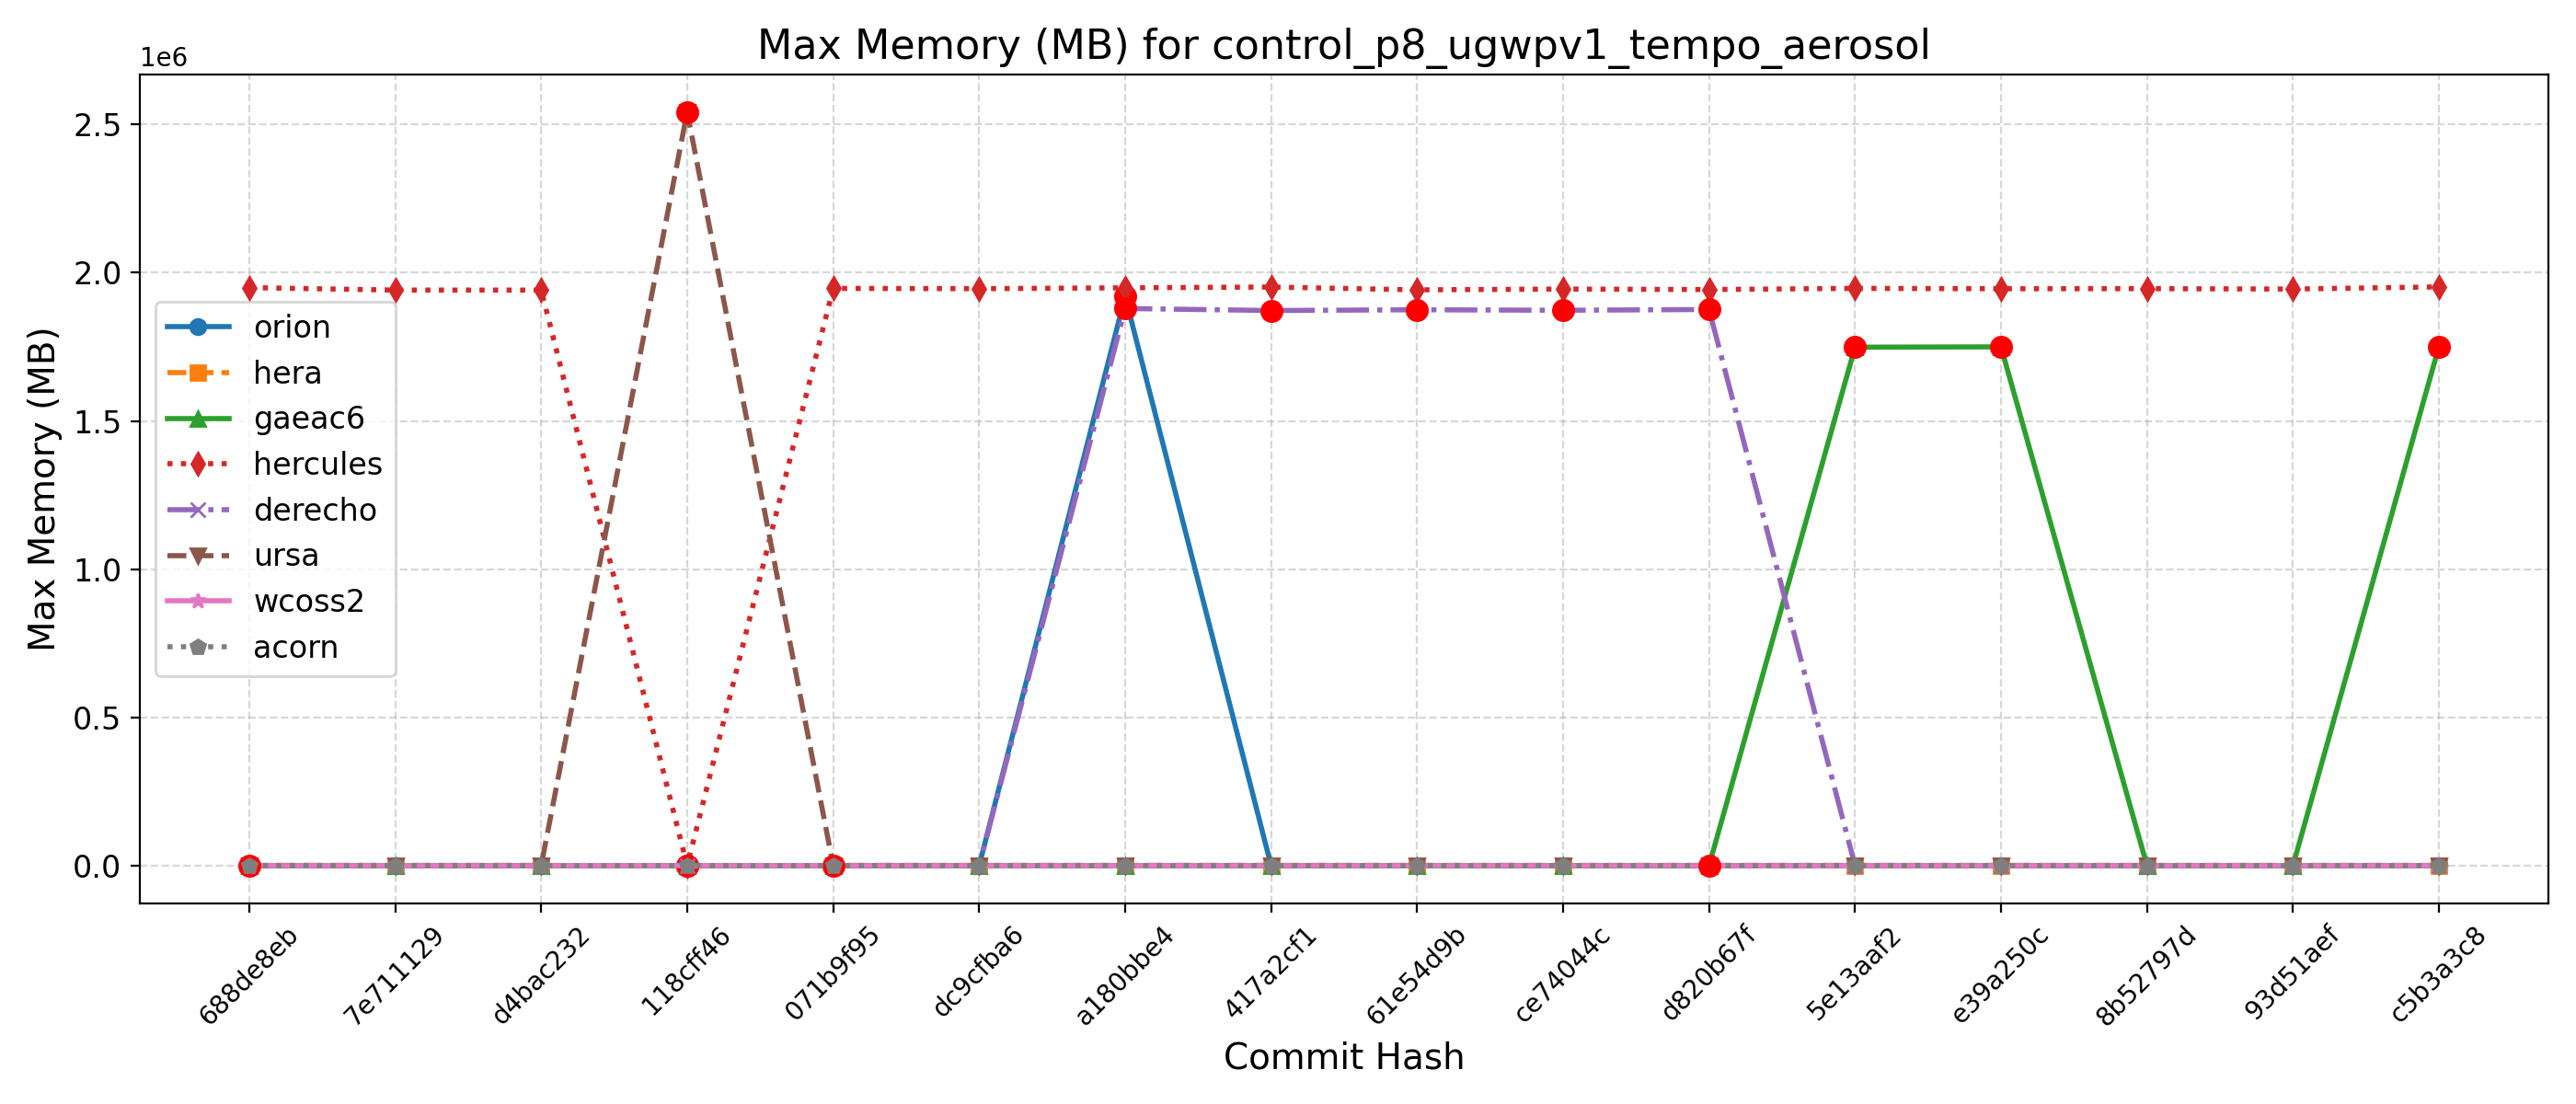 Max Memory (MB) for control_p8_ugwpv1_tempo_aerosol
1e6
2.5
2.0
1.5
1.0
0.5
0.0
Max Memory (MB)
orion
hera
gaeac6
hercules
derecho
ursa
wcoss2
acorn
688de8eb
7e711129
d4bac232
118cff46
071b9f95
dc9cfba6
a180bbe4
417a2cf1
61e54d9b
ce74044c
d820b67f
5e13aaf2
e39a250c
8b52797d
93d51aef
c5b3a3c8
Commit Hash